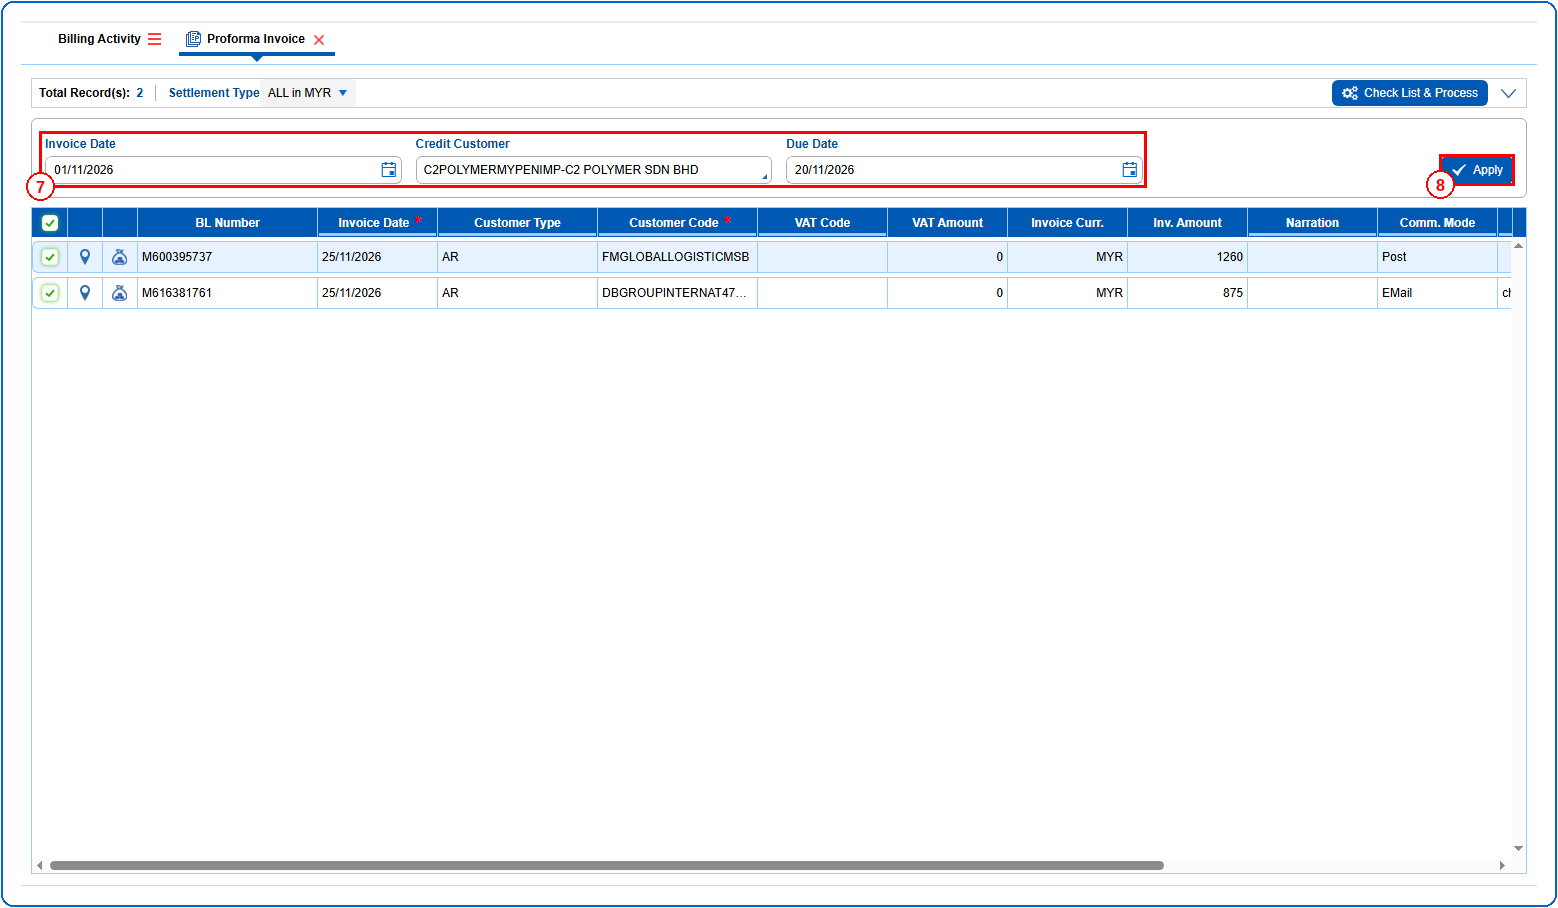 Billing Activity Proforma Invoice
Total Record(s): 2 Settlement Type ALL in MYR Check List & Process
Invoice Date Credit Customer Due Date
01/11/2026 C2POLYMERMYPENIMP-C2 POLYMER SDN BHD 20/11/2026 Apply
7 8
BL Number Invoice Date * Customer Type Customer Code * VAT Code VAT Amount Invoice Curr. Inv. Amount Narration Comm. Mode
M600395737 25/11/2026 AR FMGLOBALLOGISTICMSB 0 MYR 1260 Post
M616381761 25/11/2026 AR DBGROUPINTERNAT47... 0 MYR 875 EMail